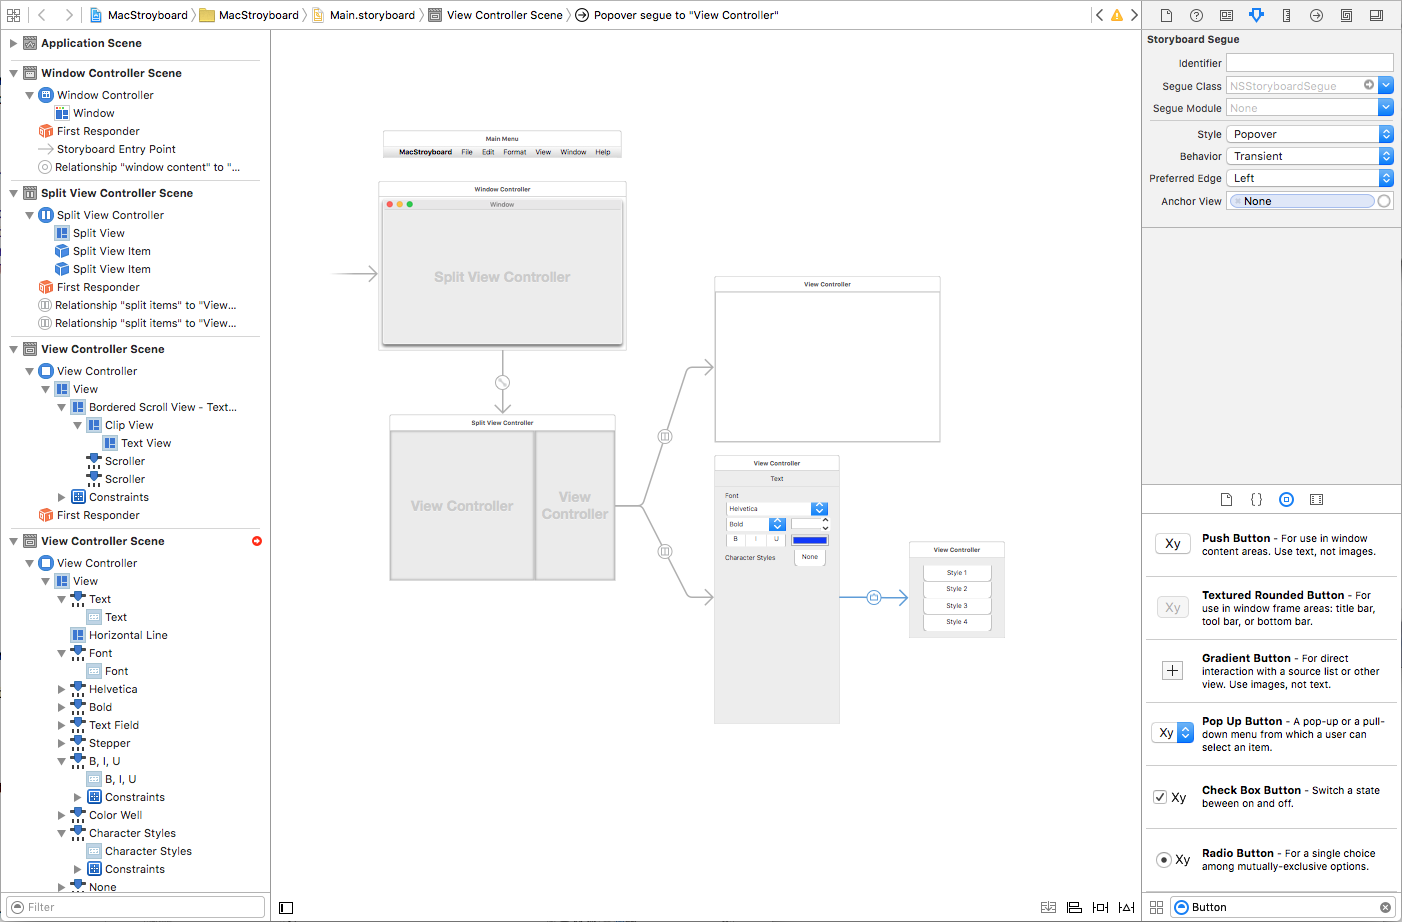 MacStroyboard
MacStroyboard
Main.storyboard
View Controller Scene
Popover segue to "View Controller"
Application Scene
Window Controller Scene
Window Controller
Window
First Responder
Storyboard Entry Point
Relationship "window content" to "...
Split View Controller Scene
Split View Controller
Split View
Split View Item
Split View Item
First Responder
Relationship "split items" to "View...
Relationship "split items" to "View...
View Controller Scene
View Controller
View
Bordered Scroll View - Text...
Clip View
Text View
Scroller
Scroller
Constraints
First Responder
View Controller Scene
View Controller
View
Text
Text
Horizontal Line
Font
Font
Helvetica
Bold
Text Field
Stepper
B, I, U
B, I, U
Constraints
Color Well
Character Styles
Character Styles
Constraints
None
Filter
Main Menu
MacStroyboard File Edit Format View Window Help
Window Controller
Window
Split View Controller
Split View Controller
View Controller
View
Controller
View Controller
View Controller
Text
Font
Helvetica
Bold
B I U
Character Styles None
View Controller
Style 1
Style 2
Style 3
Style 4
Storyboard Segue
Identifier
Segue Class NSStoryboardSegue
Segue Module None
Style Popover
Behavior Transient
Preferred Edge Left
Anchor View × None
{ }
Xy
Push Button - For use in window
content areas. Use text, not images.
Xy
Textured Rounded Button - For
use in window frame areas: title bar,
tool bar, or bottom bar.
Gradient Button - For direct
interaction with a source list or other
view. Use images, not text.
Xy
Pop Up Button - A pop-up or a pull-
down menu from which a user can
select an item.
Xy
Check Box Button - Switch a state
beween on and off.
Xy
Radio Button - For a single choice
among mutually-exclusive options.
Button